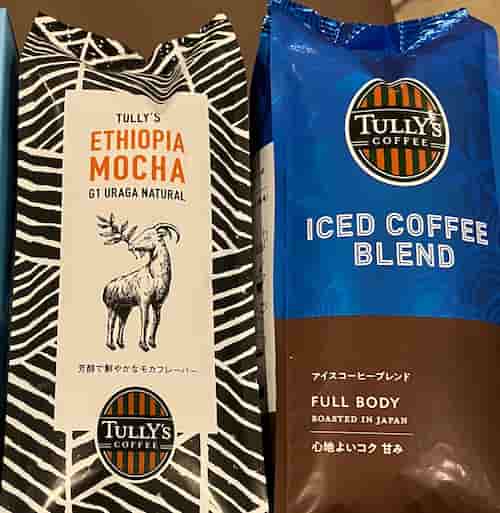 TULLY'S
ETHIOPIA
MOCHA
G1 URAGA NATURAL
芳醇で鮮やかなモカフレーバー
TULLY'S
COFFEE
TULLY'S
COFFEE
ICED COFFEE
BLEND
アイスコーヒーブレンド
FULL BODY
ROASTED IN JAPAN
心地よいコク 甘み